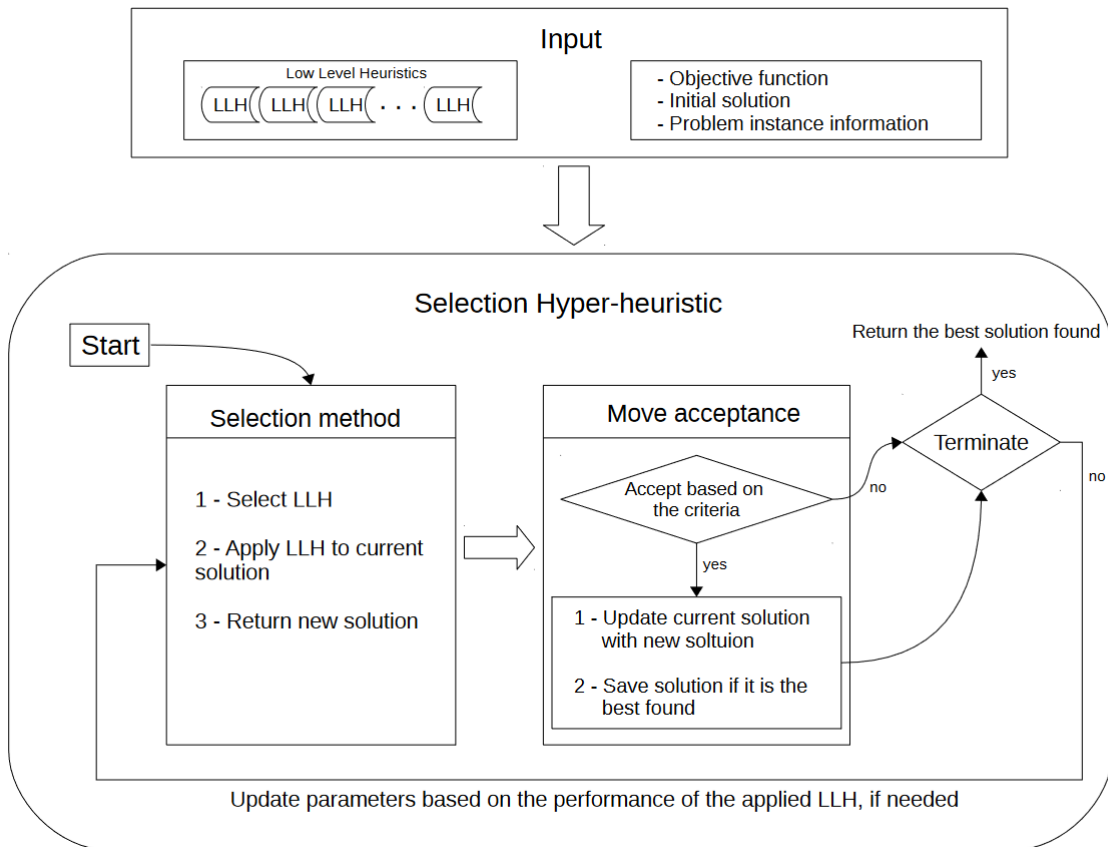 Input
Low Level Heuristics
LLH LLH LLH . . . LLH
- Objective function
- Initial solution
- Problem instance information
Selection Hyper-heuristic
Start
Selection method
1 - Select LLH
2 - Apply LLH to current
solution
3 - Return new solution
Move acceptance
Accept based on
the criteria
no
yes
1 - Update current solution
with new soltuion
2 - Save solution if it is the
best found
Return the best solution found
yes
Terminate
no
Update parameters based on the performance of the applied LLH, if needed